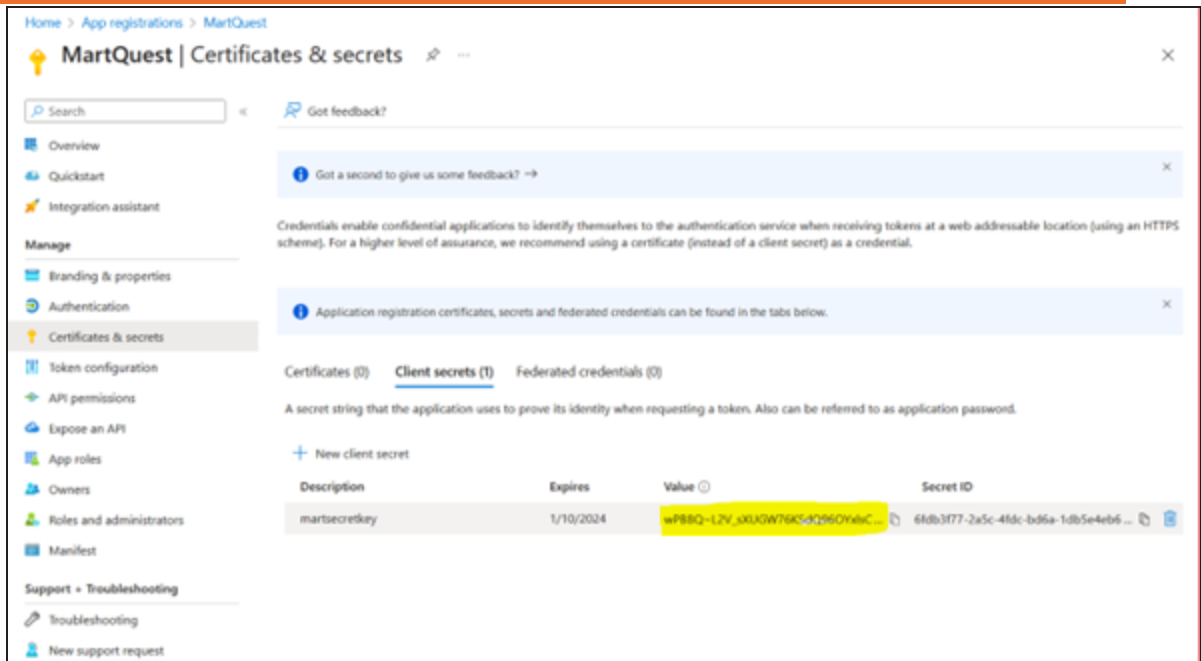 Home > App registrations > MartQuest
MartQuest | Certificates & secrets ...
Search
«
Got feedback?
Overview
Quickstart
Integration assistant
Manage
Branding & properties
Authentication
Certificates & secrets
Token configuration
API permissions
Expose an API
App roles
Owners
Roles and administrators
Manifest
Support + Troubleshooting
Troubleshooting
New support request
Got a second to give us some feedback? →
Credentials enable confidential applications to identify themselves to the authentication service when receiving tokens at a web addressable location (using an HTTPS
scheme). For a higher level of assurance, we recommend using a certificate (instead of a client secret) as a credential.
Application registration certificates, secrets and federated credentials can be found in the tabs below.
Certificates (0) Client secrets (1) Federated credentials (0)
A secret string that the application uses to prove its identity when requesting a token. Also can be referred to as application password.
+ New client secret
Description Expires Value Secret ID
martsecretkey 1/10/2024 6fdb3f77-2a5c-4fdc-bd6a-1db5e4eb6 ...